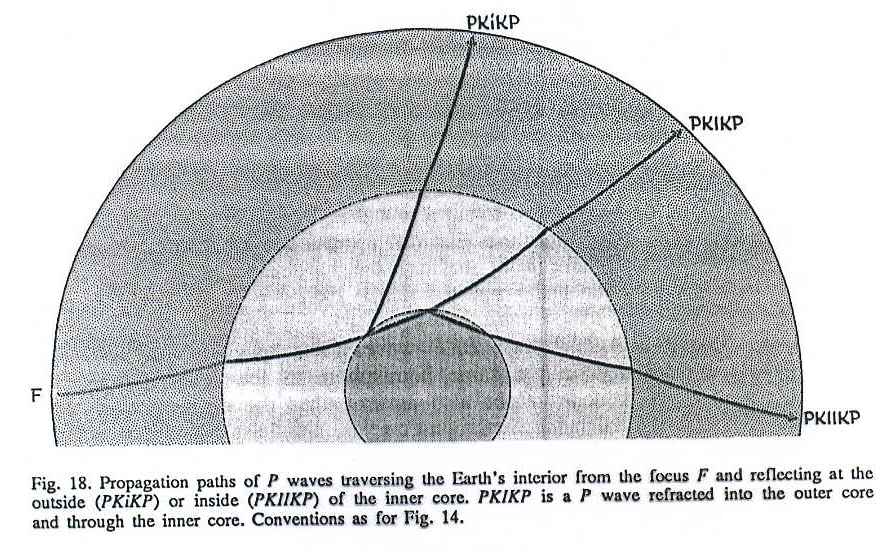 PKiKP
PKIKP
F
PKIIKP
Fig. 18. Propagation paths of P waves traversing the Earth's interior from the focus F and reflecting at the
outside (PKiKP) or inside (PKIIKP) of the inner core. PKIKP is a P wave refracted into the outer core
and through the inner core. Conventions as for Fig. 14.